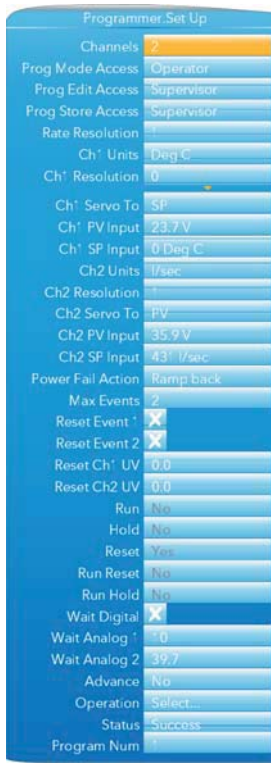 Programmer.Set Up
Channels 2
Prog Mode Access Operator
Prog Edit Access Supervisor
Prog Store Access Supervisor
Rate Resolution 1
Ch1 Units Deg C
Ch1 Resolution 0
Ch1 Servo To SP
Ch1 PV Input 23.7 V
Ch1 SP Input 0 Deg C
Ch2 Units l/sec
Ch2 Resolution 1
Ch2 Servo To PV
Ch2 PV Input 35.9 V
Ch2 SP Input 431 l/sec
Power Fail Action Ramp back
Max Events 2
Reset Event 1
Reset Event 2
Reset Ch1 UV 0.0
Reset Ch2 UV 0.0
Run No
Hold No
Reset Yes
Run Reset No
Run Hold No
Wait Digital
Wait Analog 1 10
Wait Analog 2 39.7
Advance No
Operation Select...
Status Success
Program Num 1